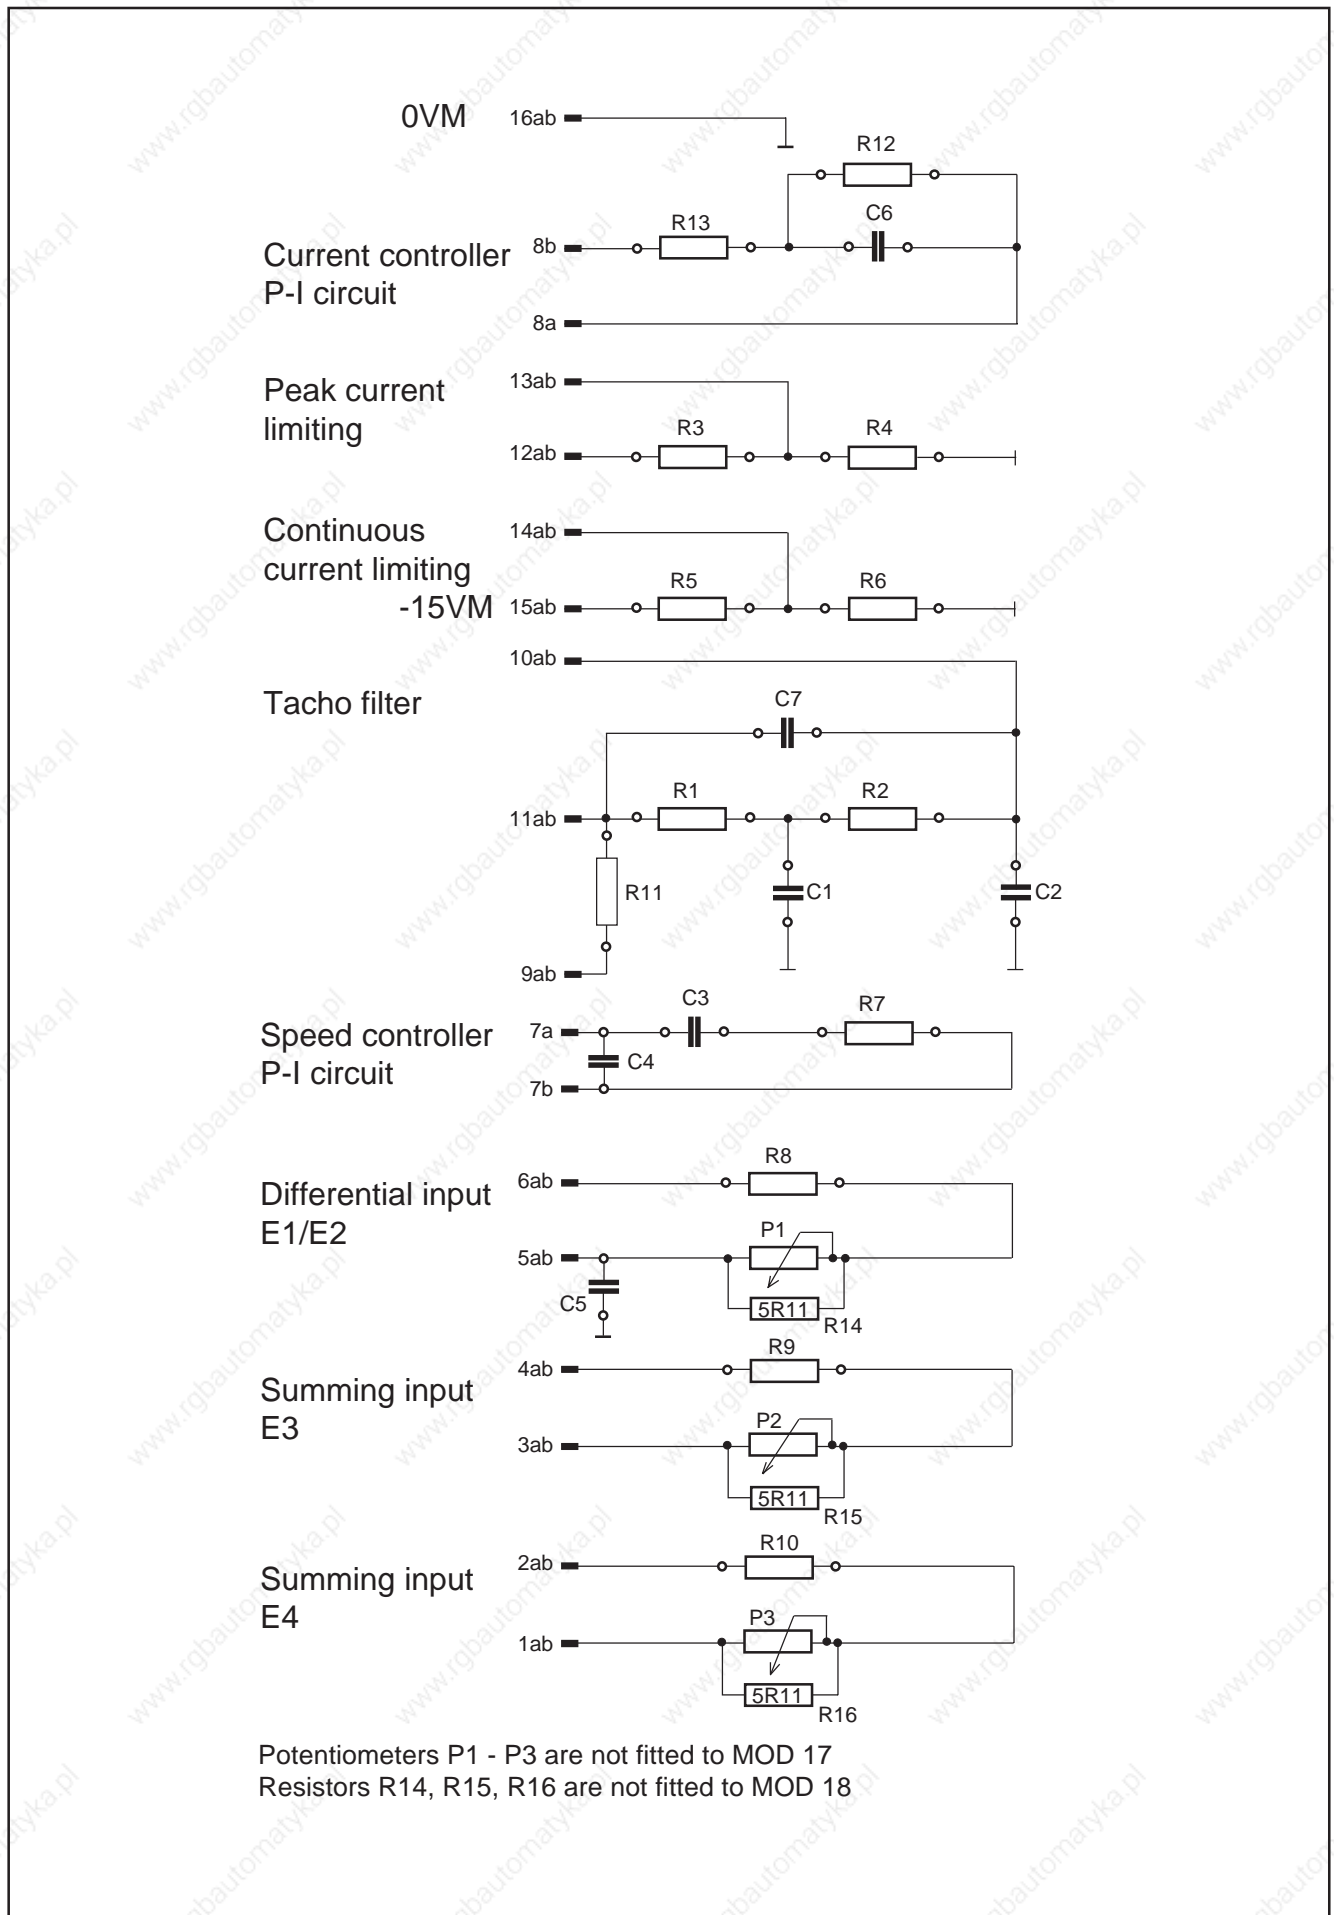 0VM 16ab
R12
C6
R13
8b
Current controller
P-I circuit
8a
13ab
Peak current
limiting
R3 R4
12ab
14ab
Continuous
current limiting
R5 R6
-15VM 15ab
10ab
Tacho filter
C7
R1 R2
11ab
R11 C1 C2
9ab
C3 R7
Speed controller
P-I circuit
7a
C4
7b
R8
6ab
Differential input
E1/E2
P1
5ab
C5
5R11
R14
R9
4ab
Summing input
E3
P2
3ab
5R11
R15
R10
2ab
Summing input
E4
P3
1ab
5R11
R16
Potentiometers P1 - P3 are not fitted to MOD 17
Resistors R14, R15, R16 are not fitted to MOD 18
www.rgbautomatyka.pl